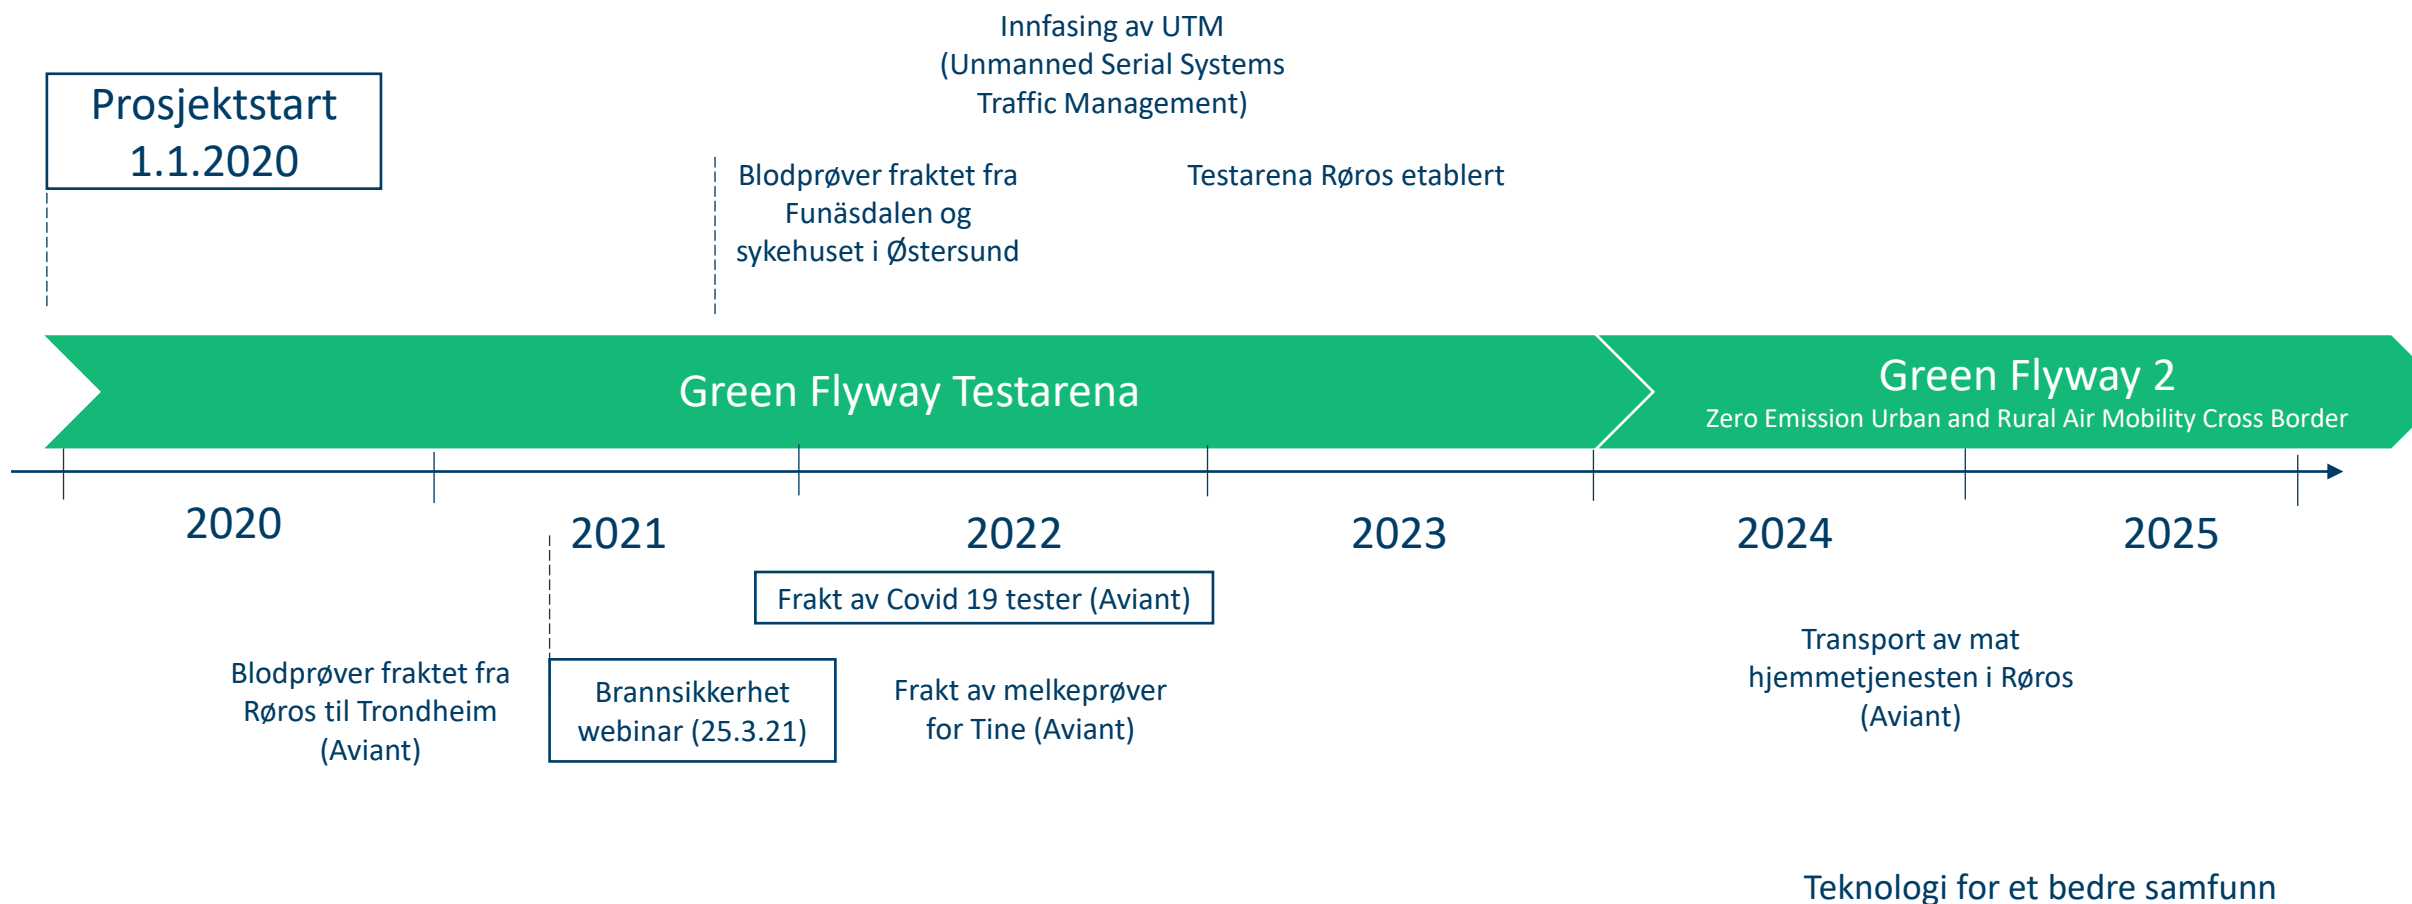 Innfasing av UTM
(Unmanned Serial Systems
Traffic Management)
Prosjektstart
1.1.2020
Blodprøver fraktet fra
Funäsdalen og
sykehuset i Østersund
Testarena Røros etablert
Green Flyway Testarena
Green Flyway 2
Zero Emission Urban and Rural Air Mobility Cross Border
2020
2021
2022
2023
2024
2025
Frakt av Covid 19 tester (Aviant)
Blodprøver fraktet fra
Røros til Trondheim
(Aviant)
Brannsikkerhet
webinar (25.3.21)
Frakt av melkeprøver
for Tine (Aviant)
Transport av mat
hjemmetjenesten i Røros
(Aviant)
Teknologi for et bedre samfunn